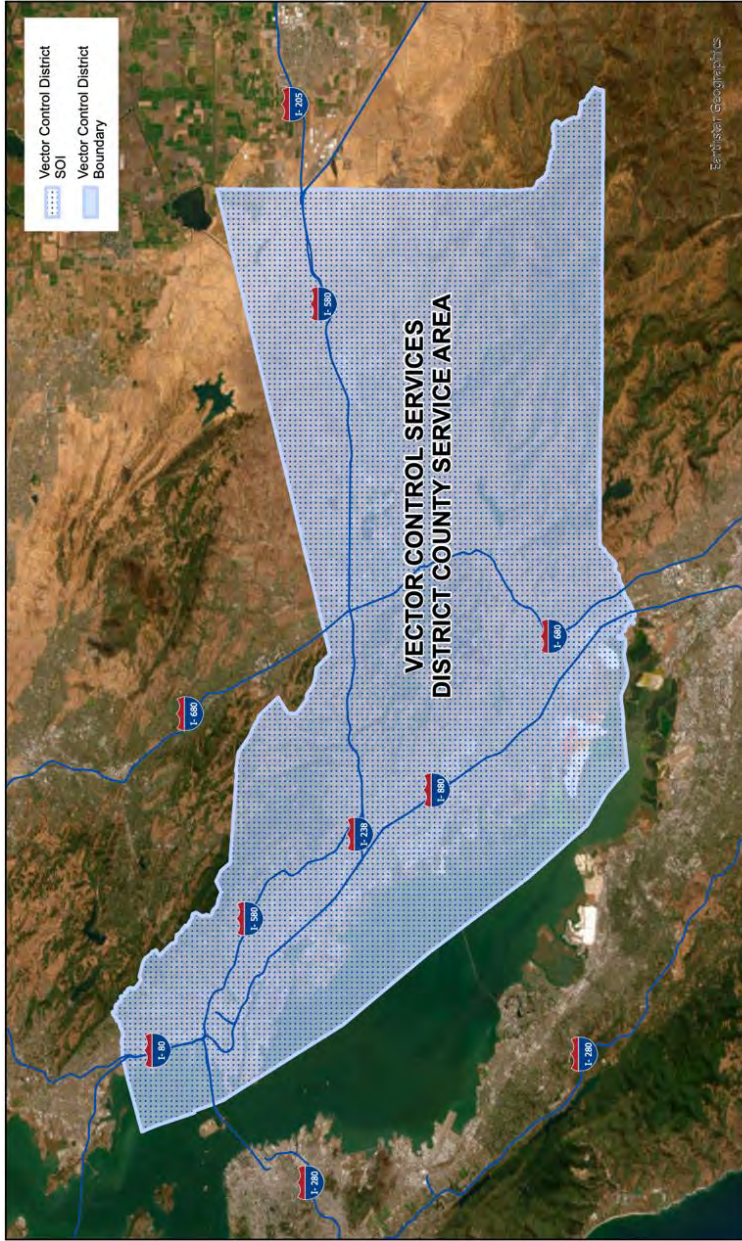 Vector Control District
SOI
Vector Control District
Boundary
I-205
I-580
I-680
VECTOR CONTROL SERVICES
DISTRICT COUNTY SERVICE AREA
I-680
I-880
I-238
I-580
I-80
I-280
I-280
Earthstar Geographics